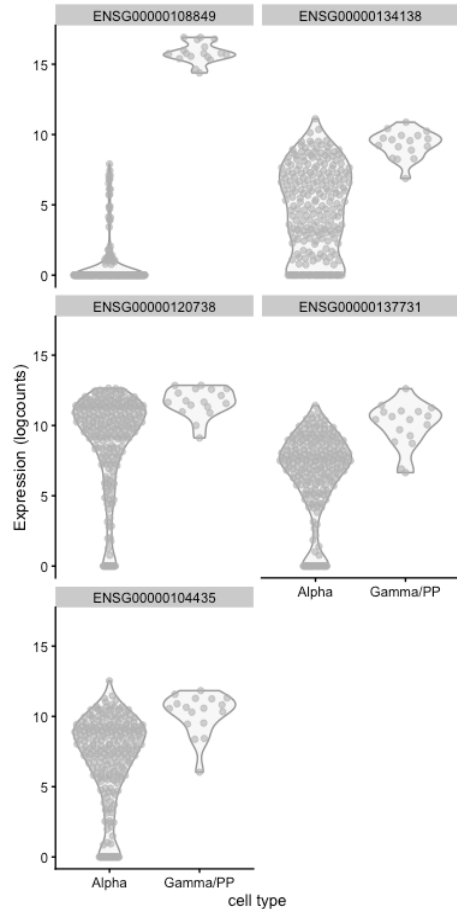 ENSG00000108849 ENSG00000134138
15
10
5
0
ENSG00000120738 ENSG00000137731
15
10
5
0
Alpha Gamma/PP
ENSG00000104435
15
10
5
0
Alpha Gamma/PP
cell type
Expression (logcounts)